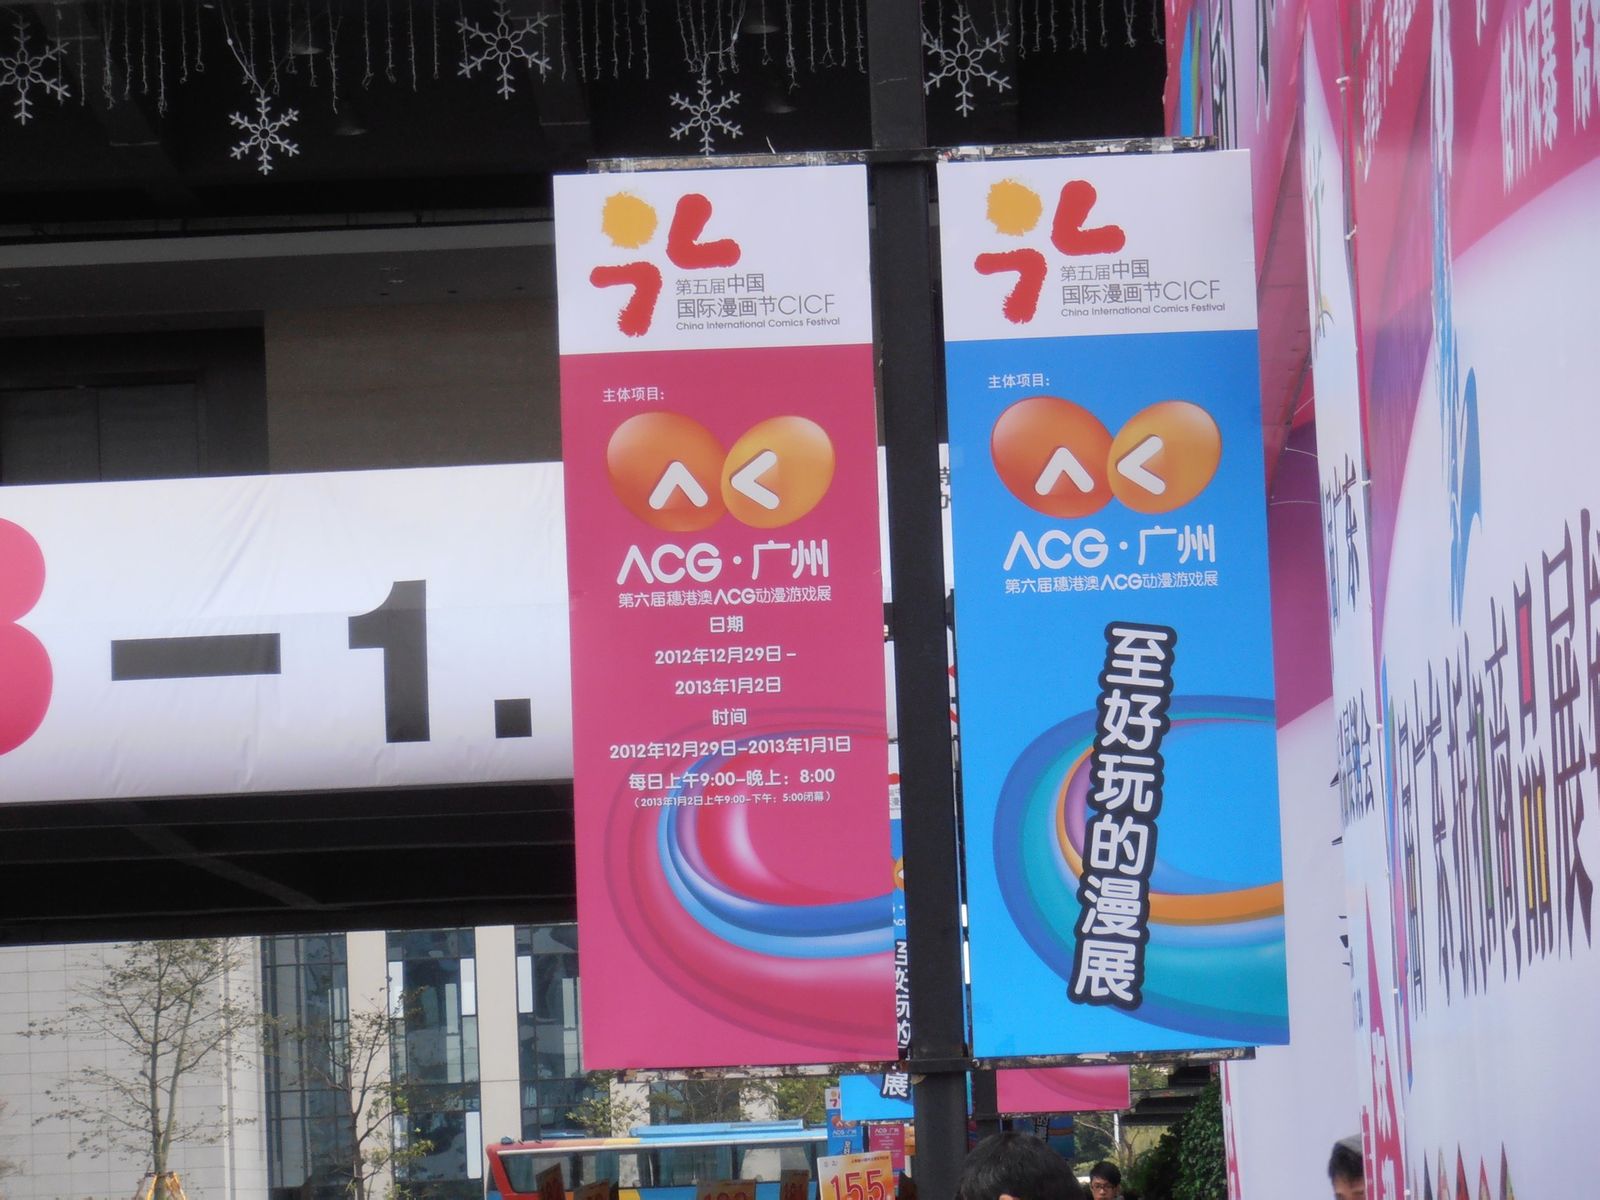 第五届中国
国际漫画节CICF
China International Comics Festival
主体项目:
ACG·广州
第六届穗港澳ACG动漫游戏展
日期
2012年12月29日–
2013年1月2日
时间
2012年12月29日–2013年1月1日
每日上午9:00–晚上：8:00
（2013年1月2日上午9:00–下午：5:00闭幕）
第五届中国
国际漫画节CICF
China International Comics Festival
主体项目:
ACG·广州
第六届穗港澳ACG动漫游戏展
至好玩的漫展
–1.
至好玩的
展
ACG·广州
155